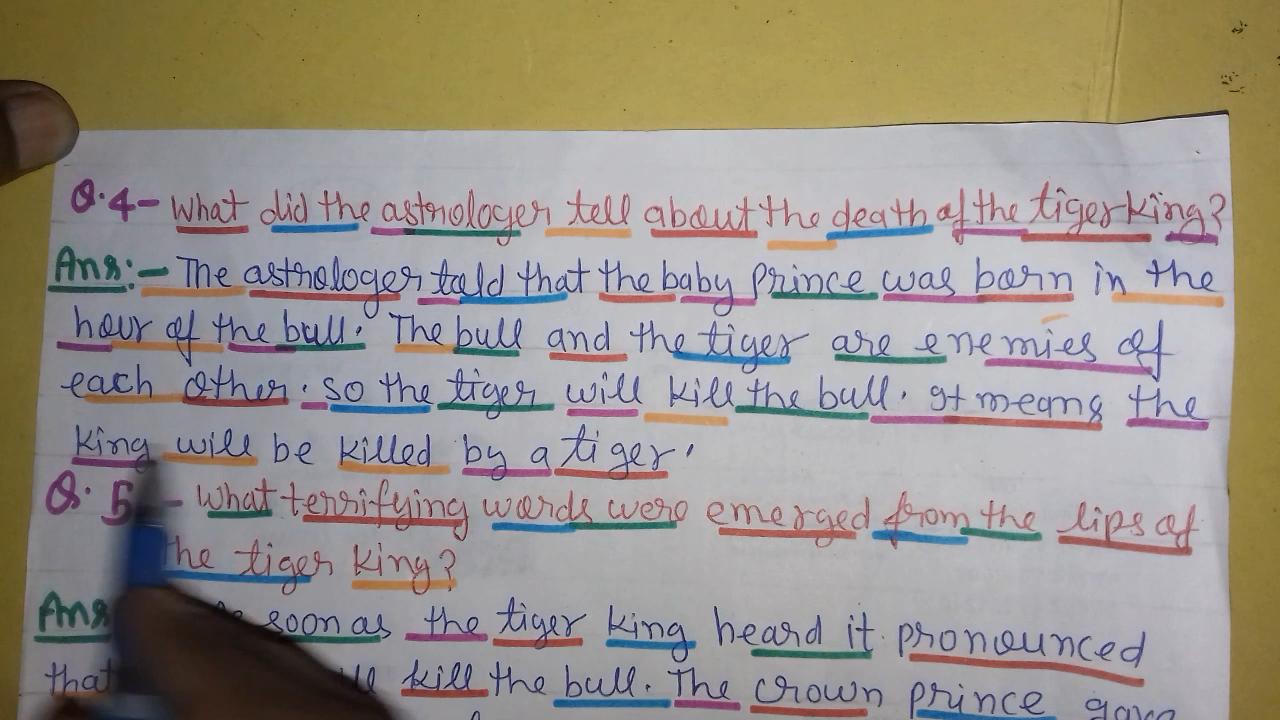 Q.4- What did the astrologer tell about the death of the tiger king?
Ans:- The astrologer told that the baby prince was born in the
hour of the bull. The bull and the tiger are enemies of
each other. so the tiger will kill the bull. It means the
king will be killed by a tiger.
Q. 5 - what terrifying words were emerged from the lips of
the tiger king?
Ans soon as the tiger king heard it pronounced
that kill the bull. The crown prince gave